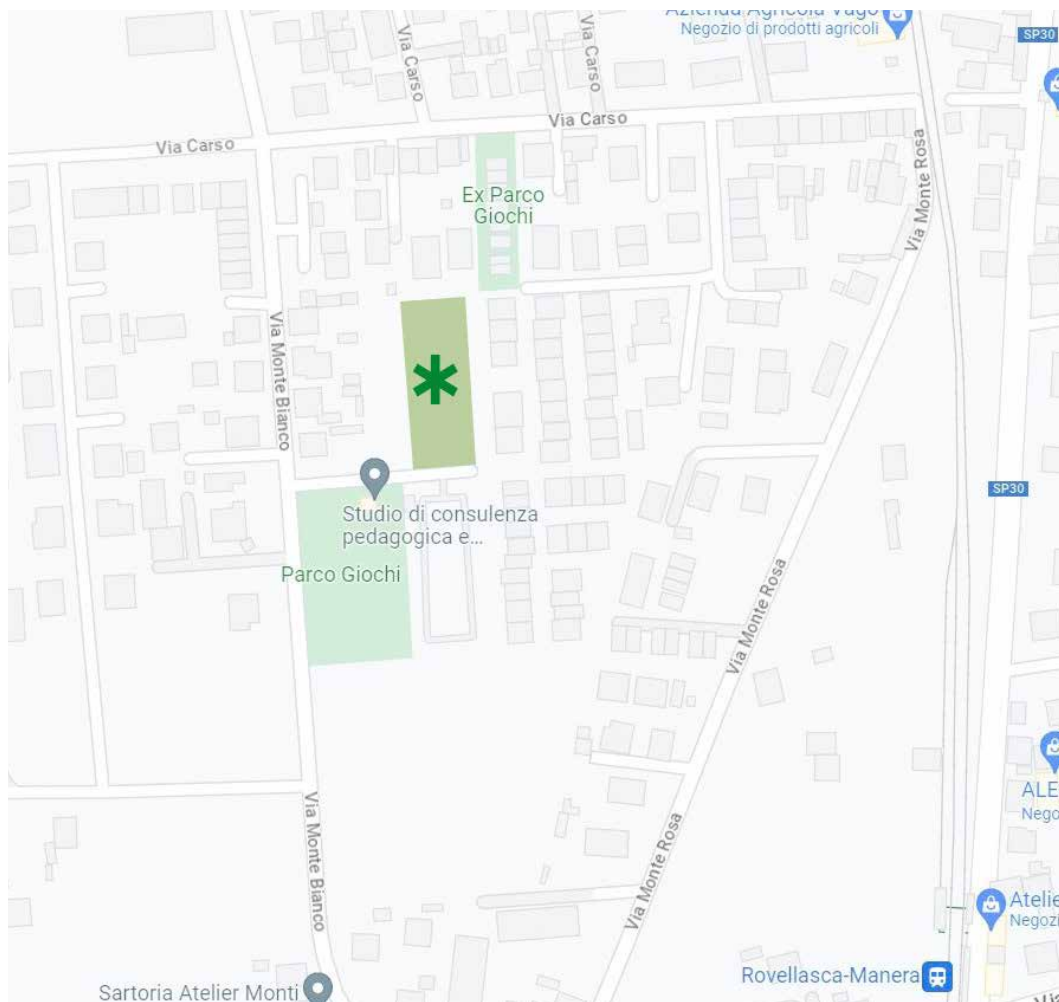 Azienda Agricola Vago
Negozio di prodotti agricoli
SP30
Via Carso
Via Carso
Via Carso
Via Carso
Ex Parco
Giochi
Via Monte Rosa
Via Monte Bianco
SP30
Studio di consulenza
pedagogica e...
Parco Giochi
Via Monte Rosa
ALE
Nego
Via Monte Bianco
Via Monte Rosa
Atelie
Negozi
Rovellasca-Manera
Sartoria Atelier Monti